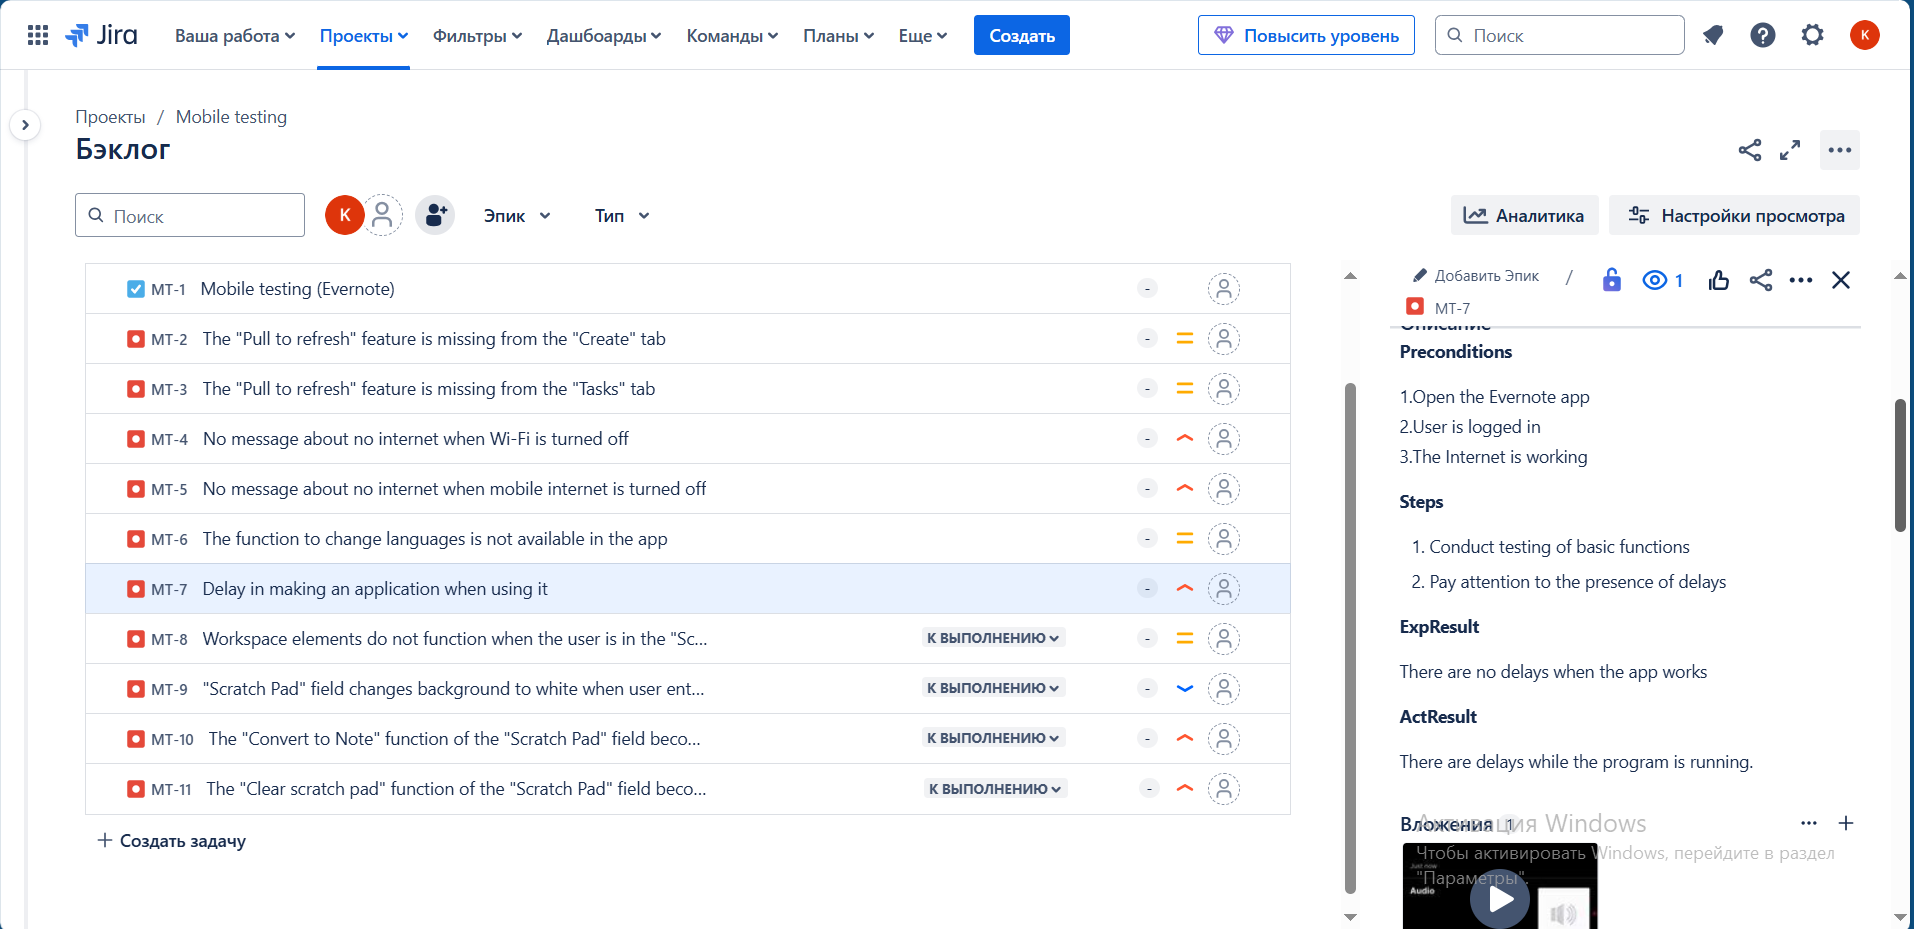 Jira
Ваша работа
Проекты
Фильтры
Дашборды
Команды
Планы
Еще
Создать
Повысить уровень
Поиск
К
Проекты / Mobile testing
Бэклог
Поиск
К
Эпик
Тип
Аналитика
Настройки просмотра
MT-1 Mobile testing (Evernote) -
MT-2 The "Pull to refresh" feature is missing from the "Create" tab -
MT-3 The "Pull to refresh" feature is missing from the "Tasks" tab -
MT-4 No message about no internet when Wi-Fi is turned off -
MT-5 No message about no internet when mobile internet is turned off -
MT-6 The function to change languages is not available in the app -
MT-7 Delay in making an application when using it -
MT-8 Workspace elements do not function when the user is in the "Sc... К ВЫПОЛНЕНИЮ -
MT-9 "Scratch Pad" field changes background to white when user ent... К ВЫПОЛНЕНИЮ -
MT-10 The "Convert to Note" function of the "Scratch Pad" field beco... К ВЫПОЛНЕНИЮ -
MT-11 The "Clear scratch pad" function of the "Scratch Pad" field beco... К ВЫПОЛНЕНИЮ -
+ Создать задачу
Добавить Эпик /
1
MT-7
Описание
Preconditions
1.Open the Evernote app
2.User is logged in
3.The Internet is working
Steps
1. Conduct testing of basic functions
2. Pay attention to the presence of delays
ExpResult
There are no delays when the app works
ActResult
There are delays while the program is running.
Вложения 1
Активация Windows
Чтобы активировать Windows, перейдите в раздел
"Параметры".
Just now
Audio